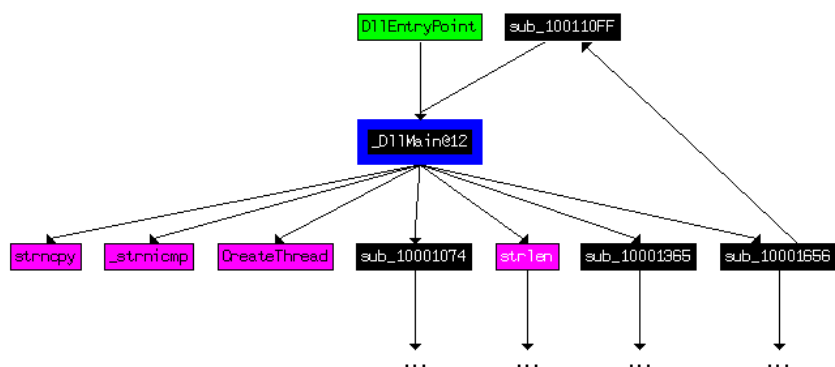 DllEntryPoint
sub_100110FF
_DllMain@12
strncpy
_strnicmp
CreateThread
sub_10001074
strlen
sub_10001365
sub_10001656
...
...
...
...